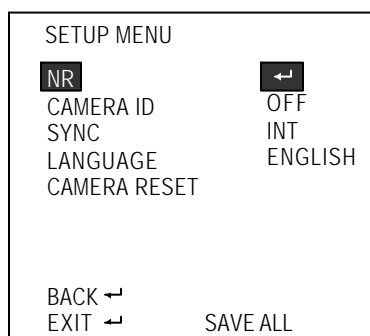 SETUP MENU
NR ↵
CAMERA ID OFF
SYNC INT
LANGUAGE ENGLISH
CAMERA RESET
BACK ↵
EXIT ↵ SAVE ALL